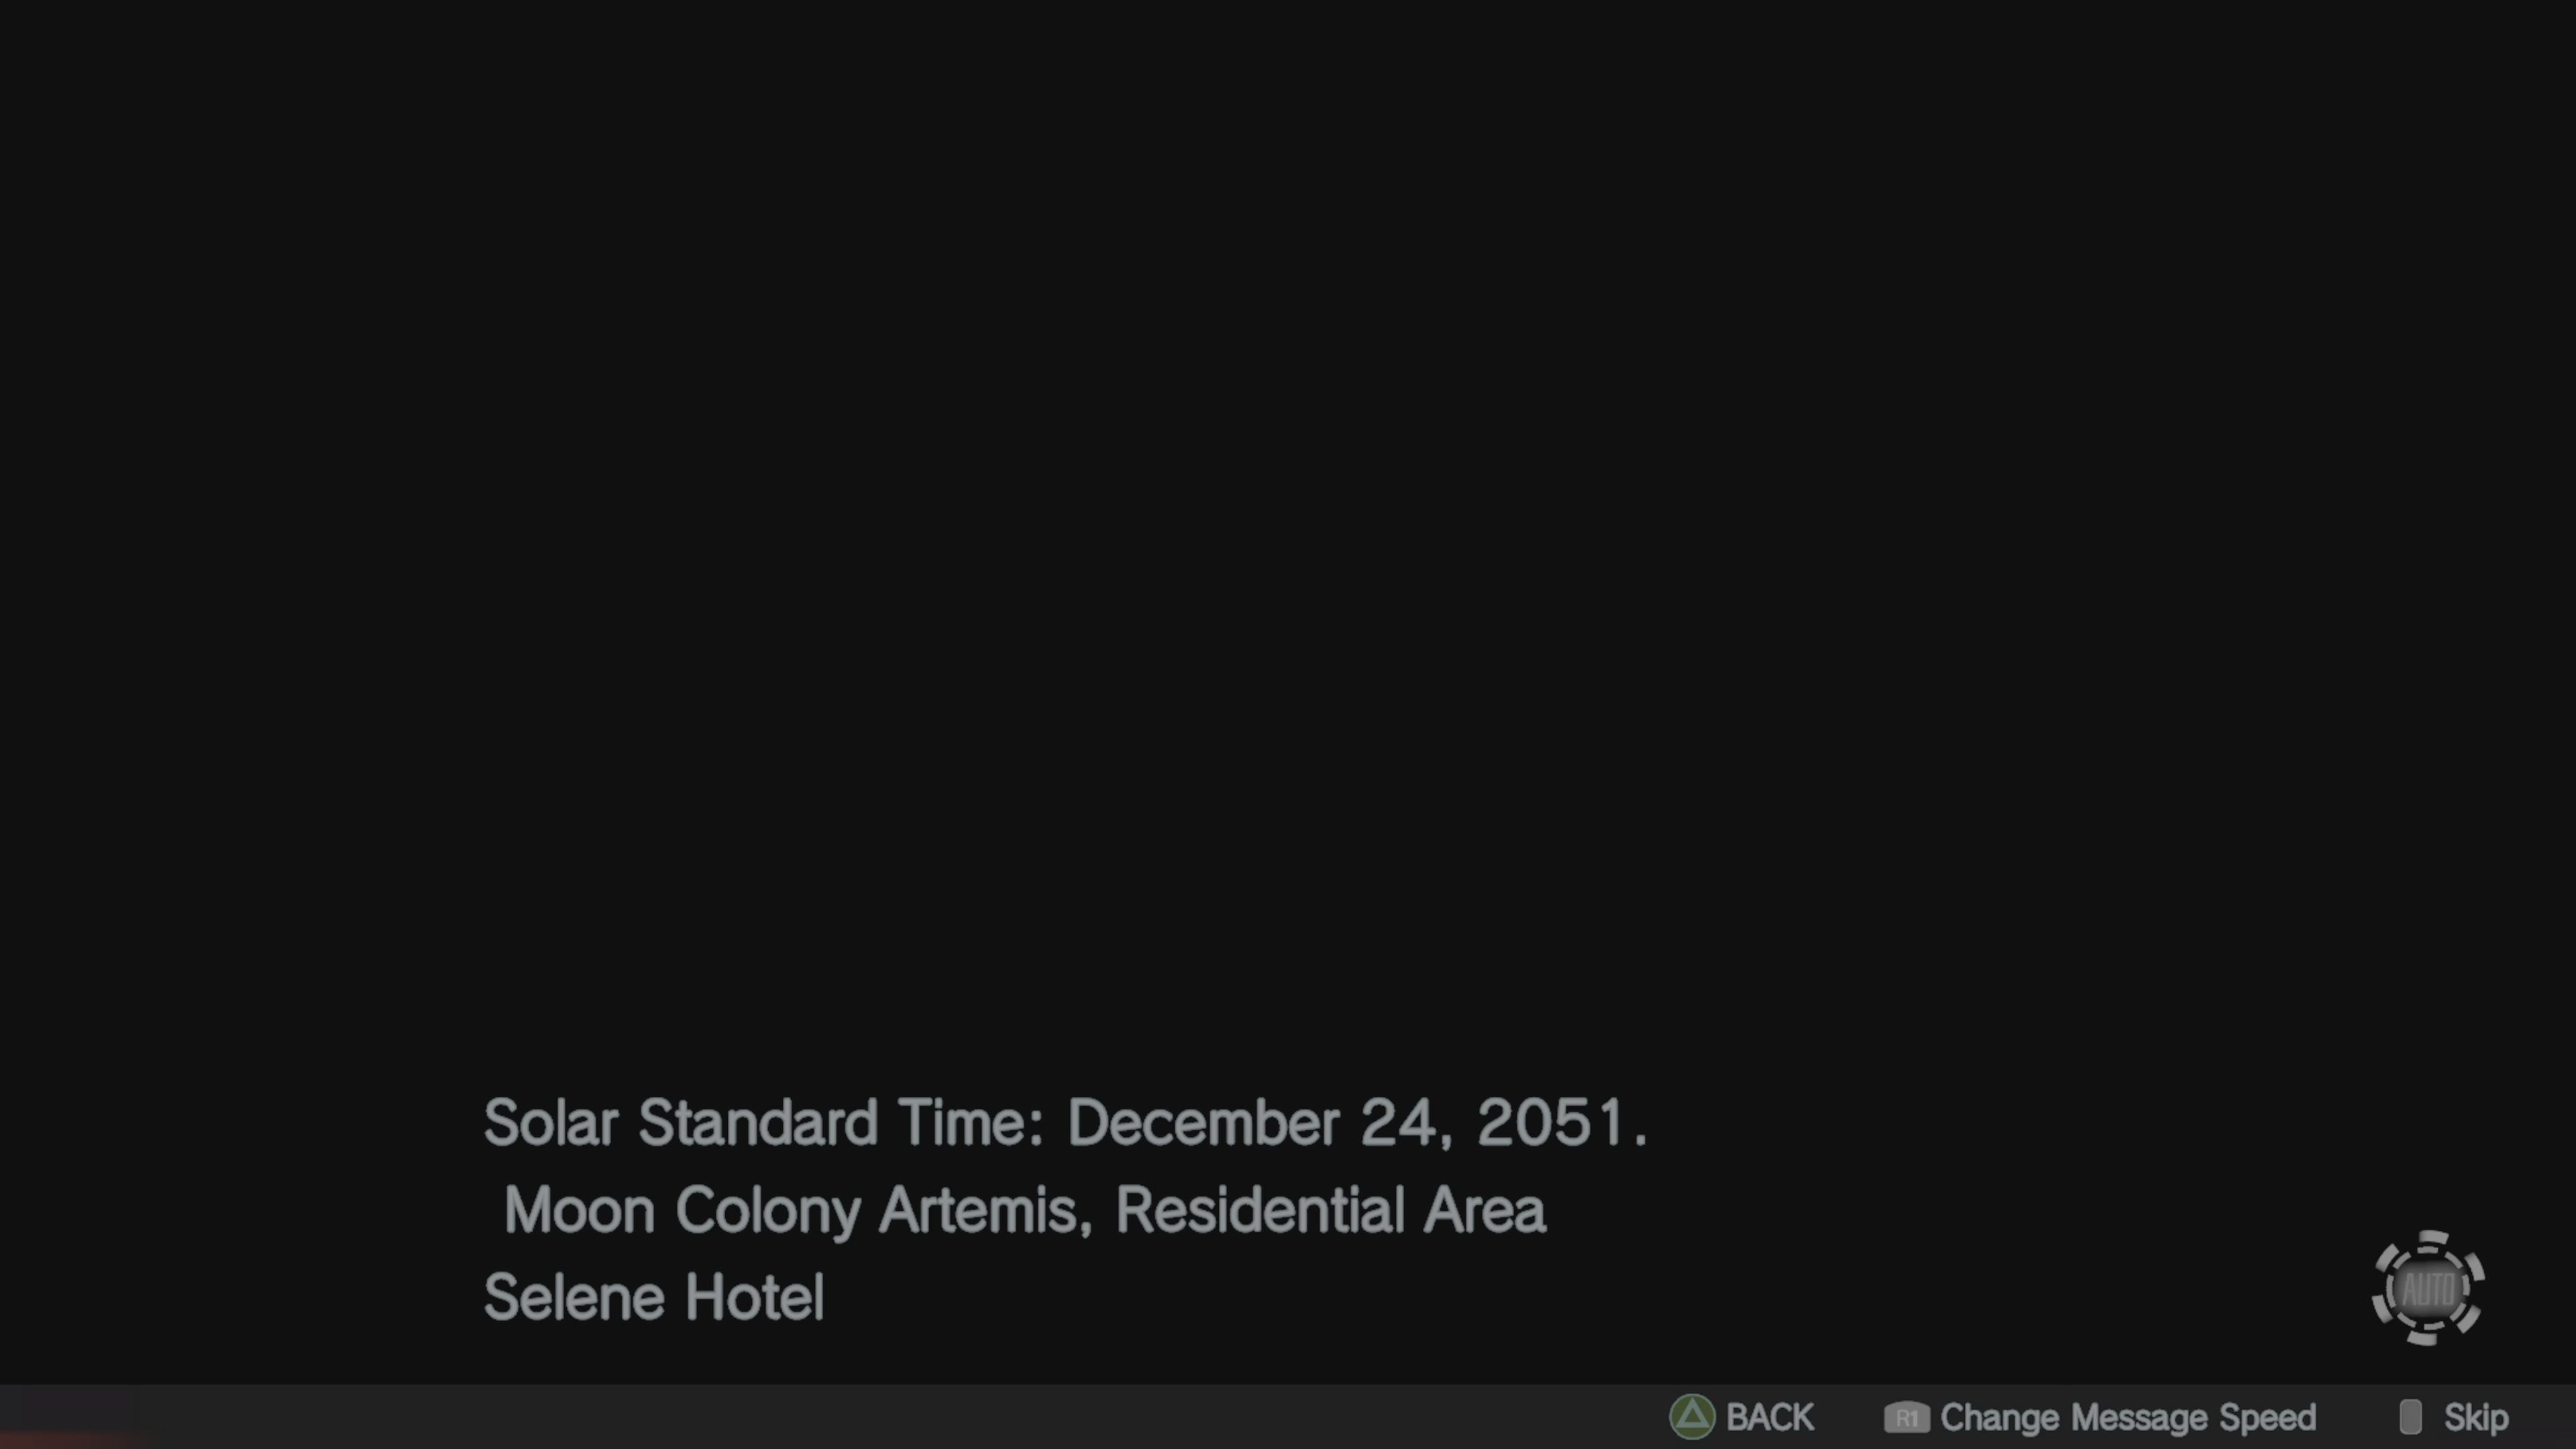 Solar Standard Time: December 24, 2051.
Moon Colony Artemis, Residential Area
Selene Hotel
AUTO
BACK R1 Change Message Speed Skip